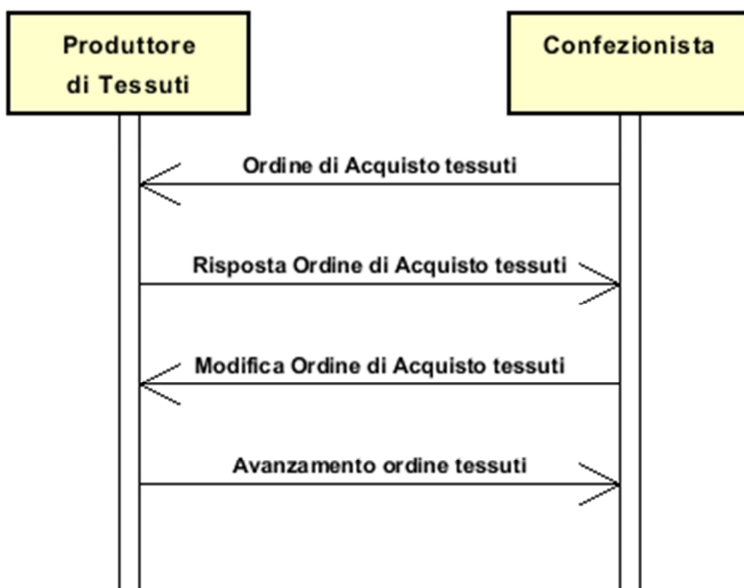 Produttore
di Tessuti
Confezionista
Ordine di Acquisto tessuti
Risposta Ordine di Acquisto tessuti
Modifica Ordine di Acquisto tessuti
Avanzamento ordine tessuti